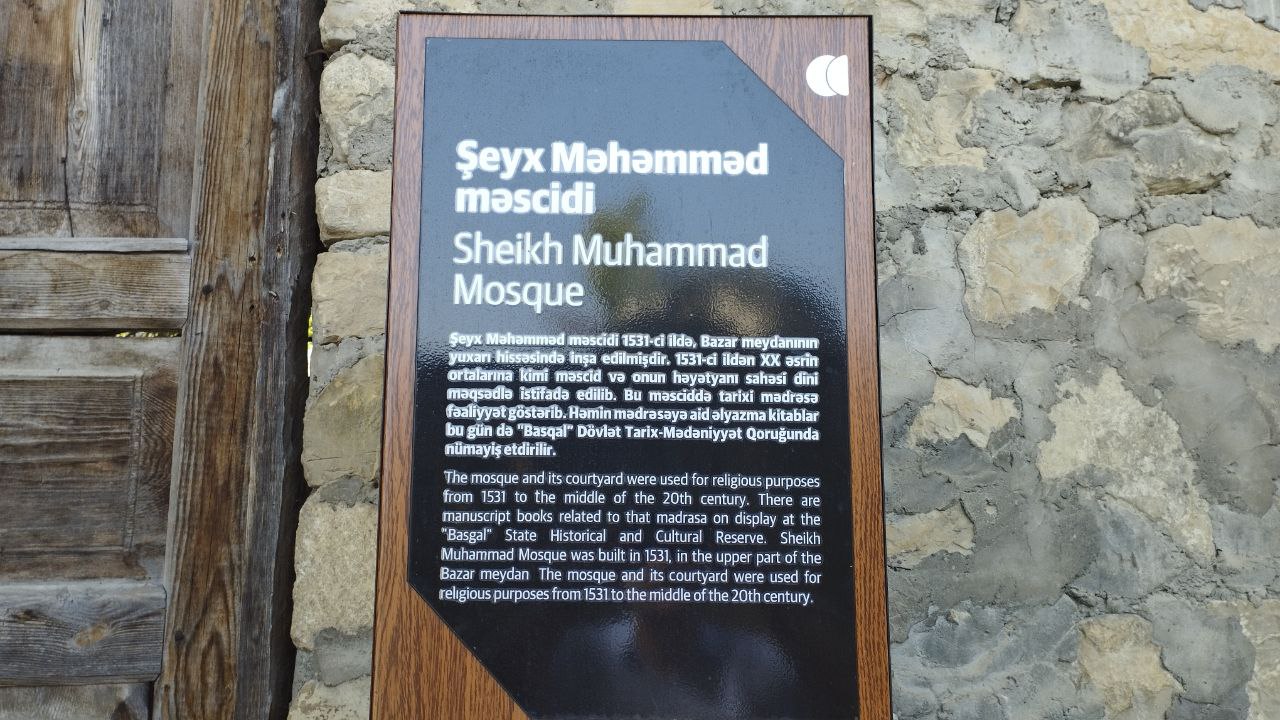 Şeyx Məhəmməd
məscidi
Sheikh Muhammad
Mosque
Şeyx Məhəmməd məscidi 1531-ci ildə, Bazar meydanının
yuxarı hissəsində inşa edilmişdir. 1531-ci ildən XX əsrin
ortalarına kimi məscid və onun həyətyanı sahəsi dini
məqsədlə istifadə edilib. Bu məsciddə tarixi mədrəsə
fəaliyyət göstərib. Həmin mədrəsəyə aid əlyazma kitablar
bu gün də "Basqal" Dövlət Tarix-Mədəniyyət Qoruğunda
nümayiş etdirilir.
The mosque and its courtyard were used for religious purposes
from 1531 to the middle of the 20th century. There are
manuscript books related to that madrasa on display at the
"Basgal" State Historical and Cultural Reserve. Sheikh
Muhammad Mosque was built in 1531, in the upper part of the
Bazar meydan The mosque and its courtyard were used for
religious purposes from 1531 to the middle of the 20th century.